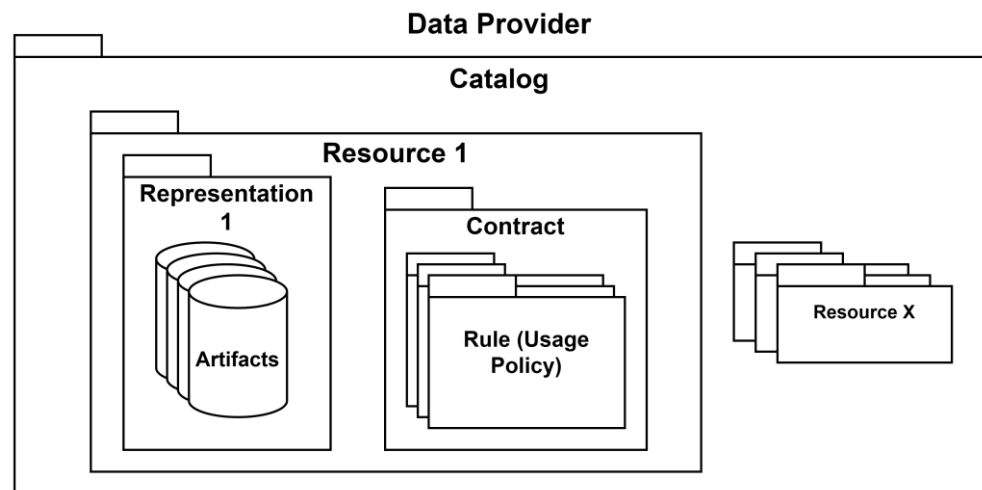 Data Provider
Catalog
Resource 1
Representation
1
Artifacts
Contract
Rule (Usage
Policy)
Resource X